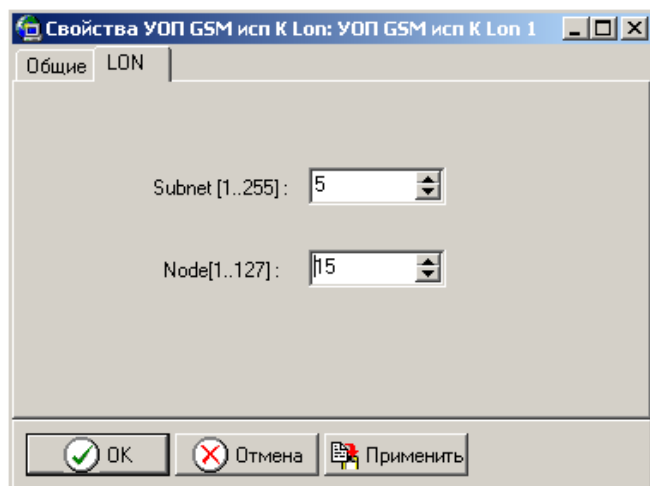 Свойства УОП GSM исп К Lon: УОП GSM исп К Lon 1
Общие LON
Subnet [1..255] : 5
Node[1..127] : 15
ОК Отмена Применить